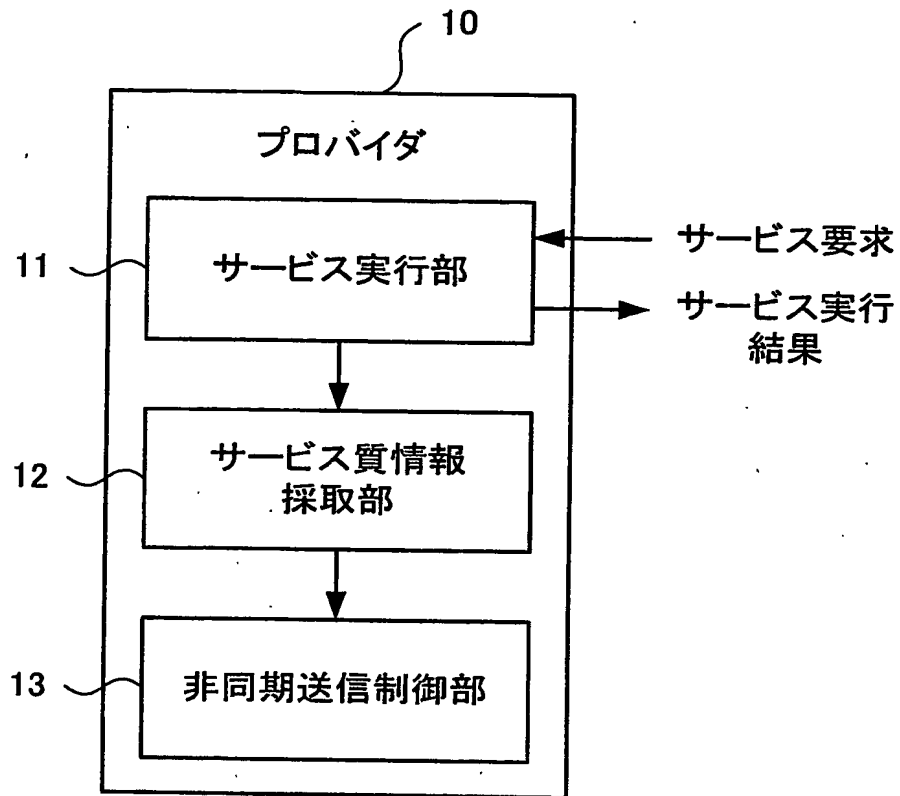 10
プロバイダ
11
サービス実行部
サービス要求
サービス実行
結果
12
サービス質情報
採取部
13
非同期送信制御部